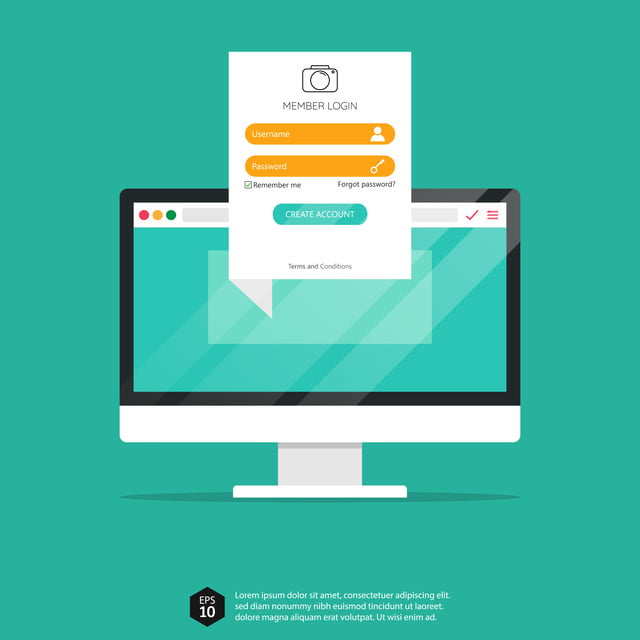 MEMBER LOGIN
Username
Password
Remember me Forgot password?
CREATE ACCOUNT
Terms and Conditions
EPS
10
Lorem ipsum dolor sit amet, consectetuer adipiscing elit,
sed diam nonummy nibh euismod tincidunt ut laoreet
dolore magna aliquam erat volutpat. Ut wisi enim ad.